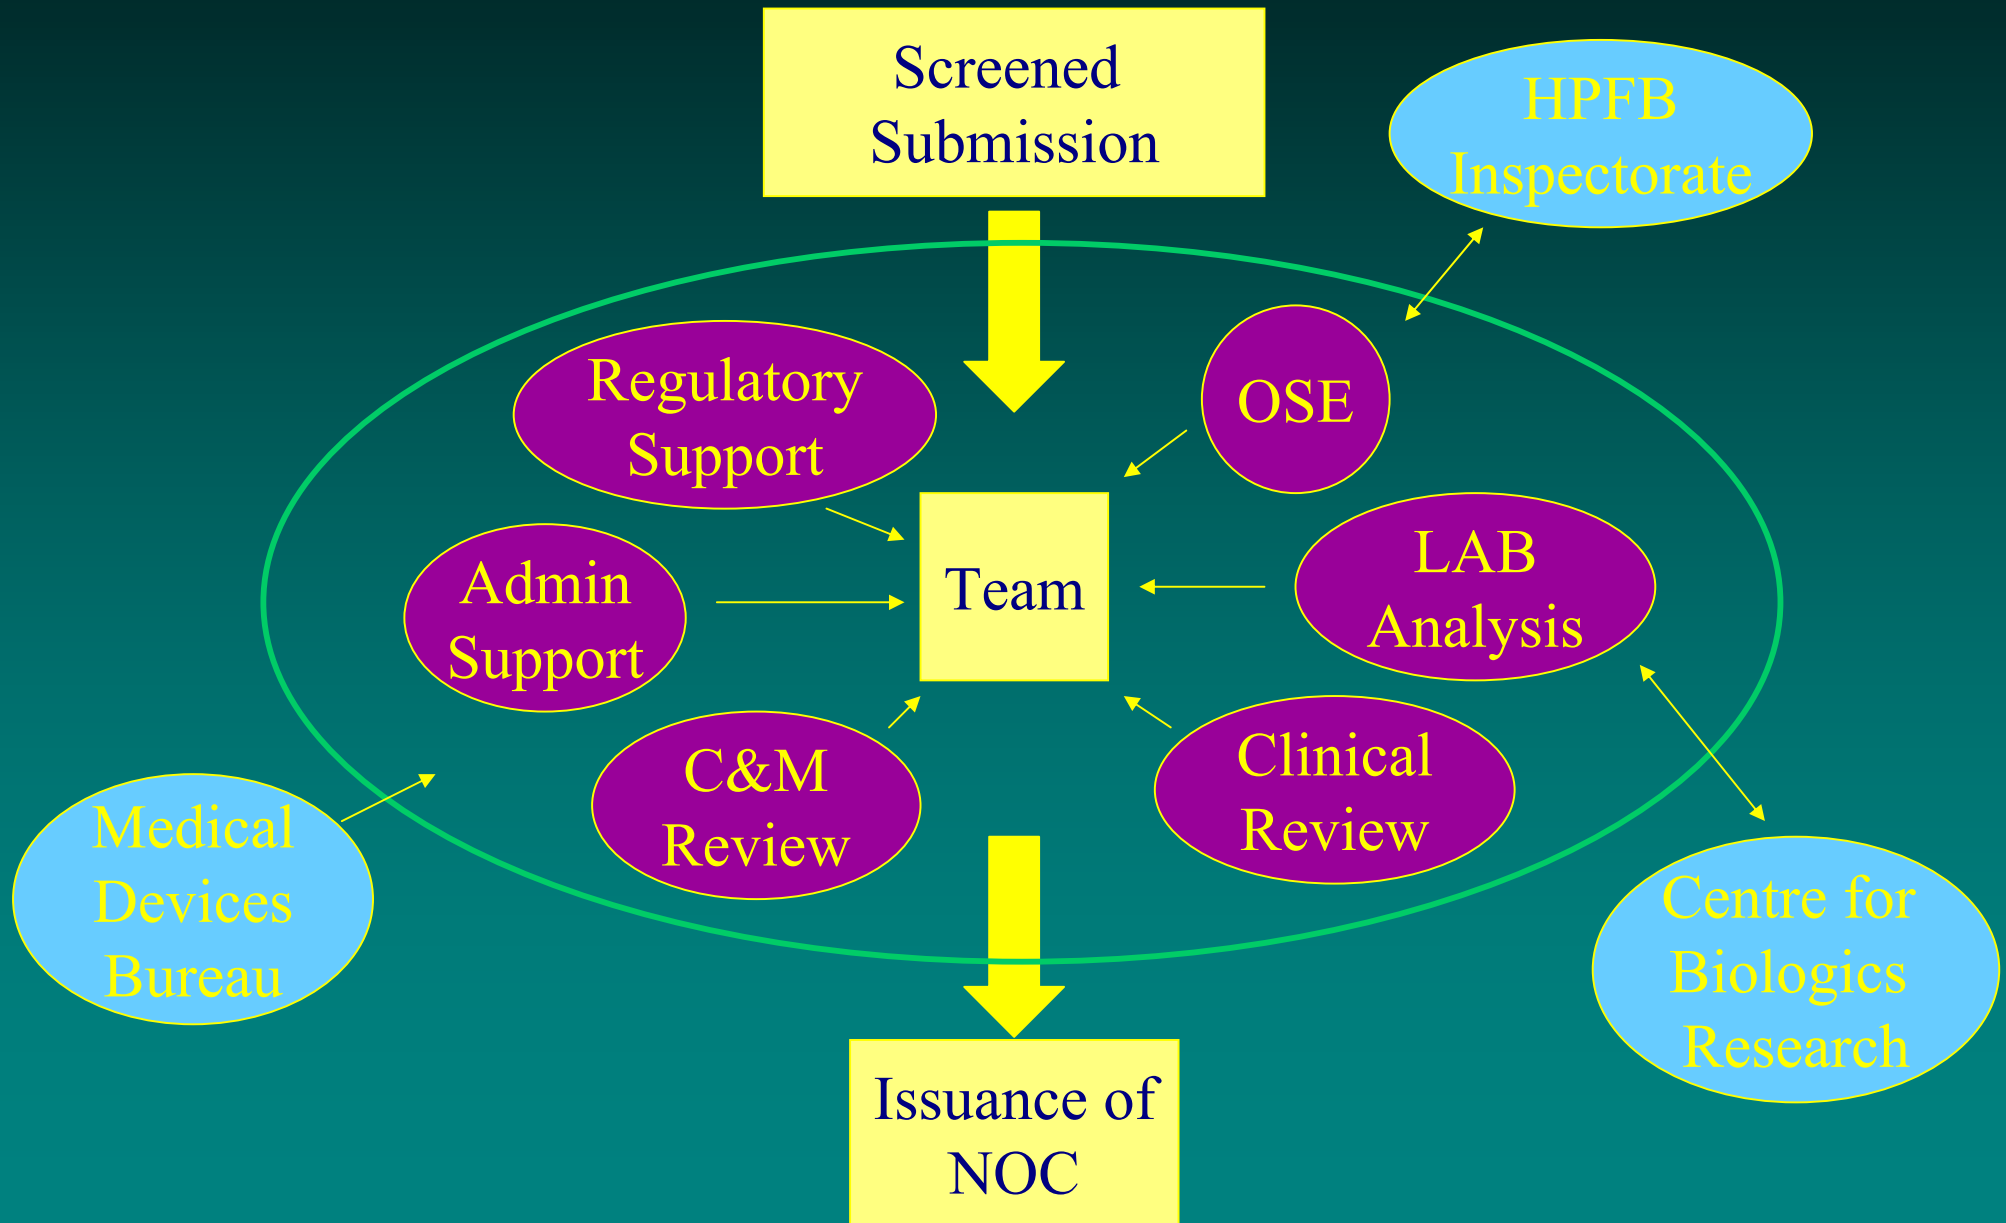 Screened
Submission
HPFB
Inspectorate
Regulatory
Support
OSE
Admin
Support
Team
LAB
Analysis
C&M
Review
Clinical
Review
Medical
Devices
Bureau
Centre for
Biologics
Research
Issuance of
NOC